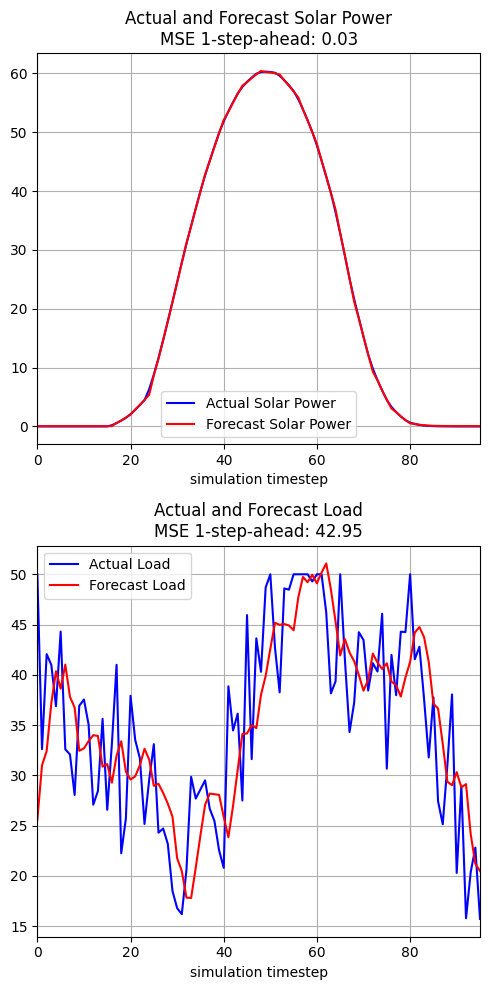 Actual and Forecast Solar Power
MSE 1-step-ahead: 0.03
60
50
40
30
20
10
0
Actual Solar Power
Forecast Solar Power
0 20 40 60 80
simulation timestep
Actual and Forecast Load
MSE 1-step-ahead: 42.95
Actual Load
Forecast Load
50
45
40
35
30
25
20
15
0 20 40 60 80
simulation timestep